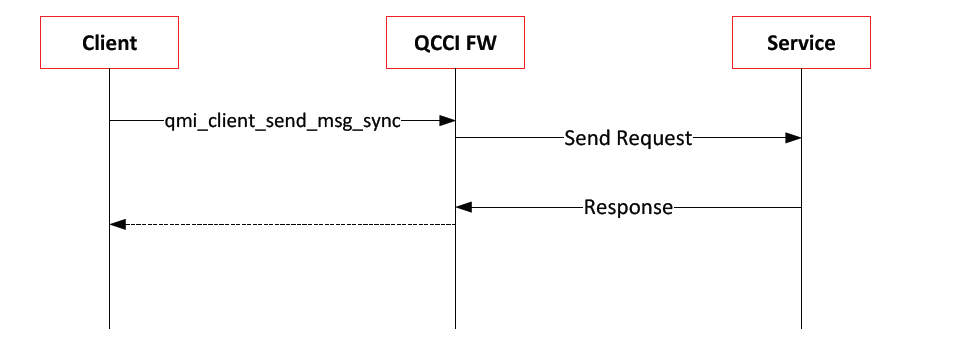 Client
QCCI FW
Service
qmi_client_send_msg_sync
Send Request
Response